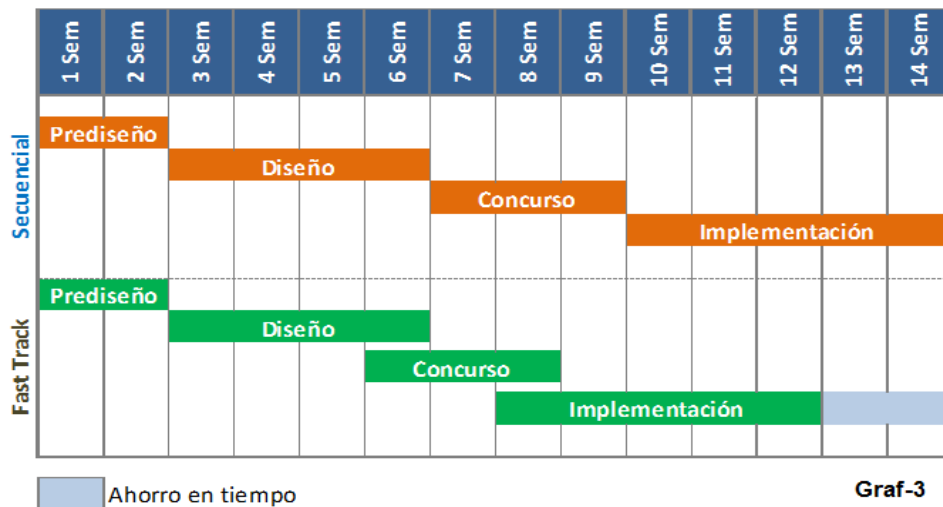 1 Sem
2 Sem
3 Sem
4 Sem
5 Sem
6 Sem
7 Sem
8 Sem
9 Sem
10 Sem
11 Sem
12 Sem
13 Sem
14 Sem
Secuencial
Prediseño
Diseño
Concurso
Implementación
Fast Track
Prediseño
Diseño
Concurso
Implementación
Ahorro en tiempo
Graf-3